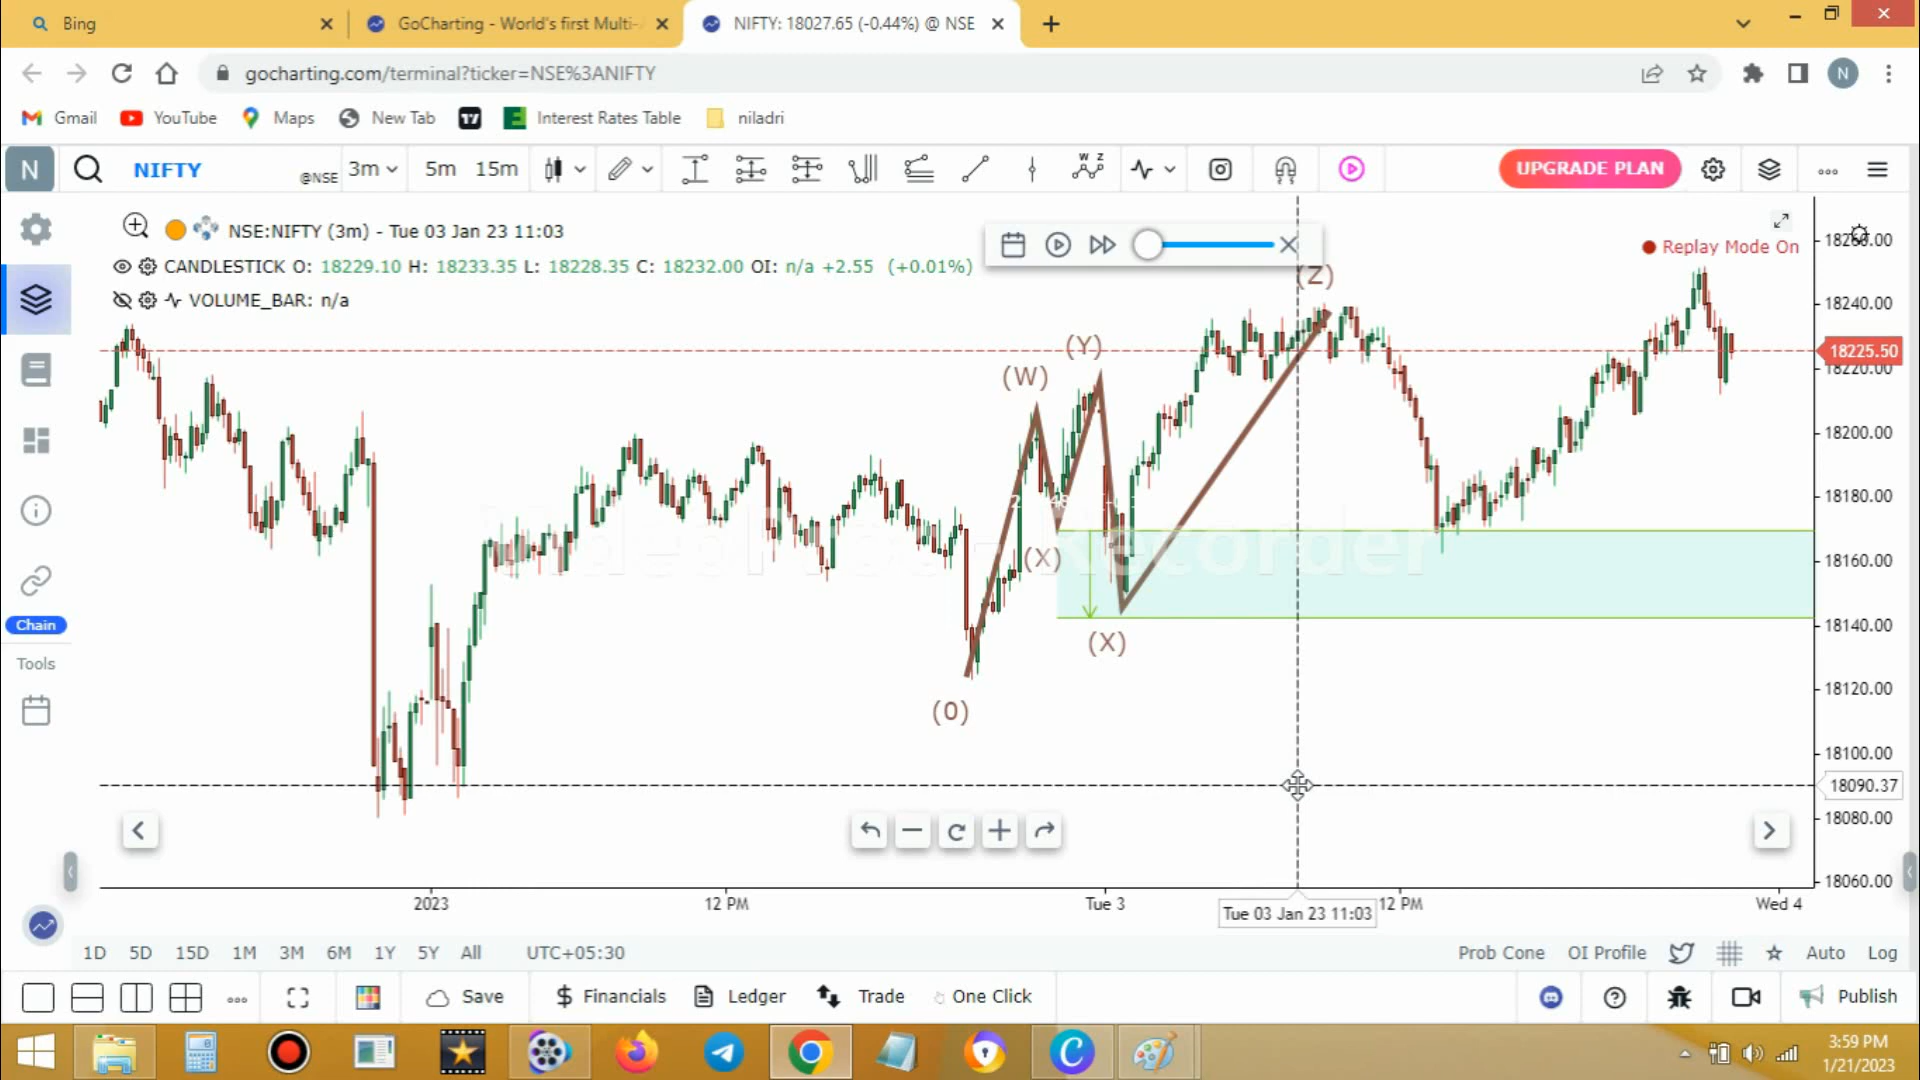 Bing
GoCharting - World's first Multi-
NIFTY: 18027.65 (-0.44%) @ NSE
gocharting.com/terminal?ticker=NSE%3ANIFTY
N
Gmail
YouTube
Maps
New Tab
Interest Rates Table
niladri
N
NIFTY
@NSE
3m
5m
15m
W Z
UPGRADE PLAN
NSE:NIFTY (3m) - Tue 03 Jan 23 11:03
CANDLESTICK O: 18229.10 H: 18233.35 L: 18228.35 C: 18232.00 OI: n/a +2.55 (+0.01%)
VOLUME_BAR: n/a
Replay Mode On
(Z)
(Y)
(W)
(X)
(X)
(0)
Recorder
18260.00
18240.00
18225.50
18220.00
18200.00
18180.00
18160.00
18140.00
18120.00
18100.00
18090.37
18080.00
18060.00
Chain
Tools
2023
12 PM
Tue 3
Tue 03 Jan 23 11:03
12 PM
Wed 4
1D
5D
15D
1M
3M
6M
1Y
5Y
All
UTC+05:30
Prob Cone
OI Profile
Auto
Log
Save
Financials
Ledger
Trade
One Click
Publish
3:59 PM
1/21/2023